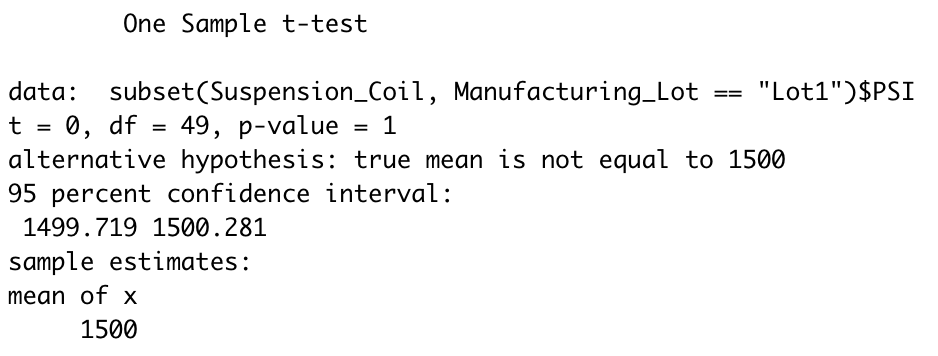 One Sample t-test
data:  subset(Suspension_Coil, Manufacturing_Lot == "Lot1")$PSI
t = 0, df = 49, p-value = 1
alternative hypothesis: true mean is not equal to 1500
95 percent confidence interval:
1499.719 1500.281
sample estimates:
mean of x
1500